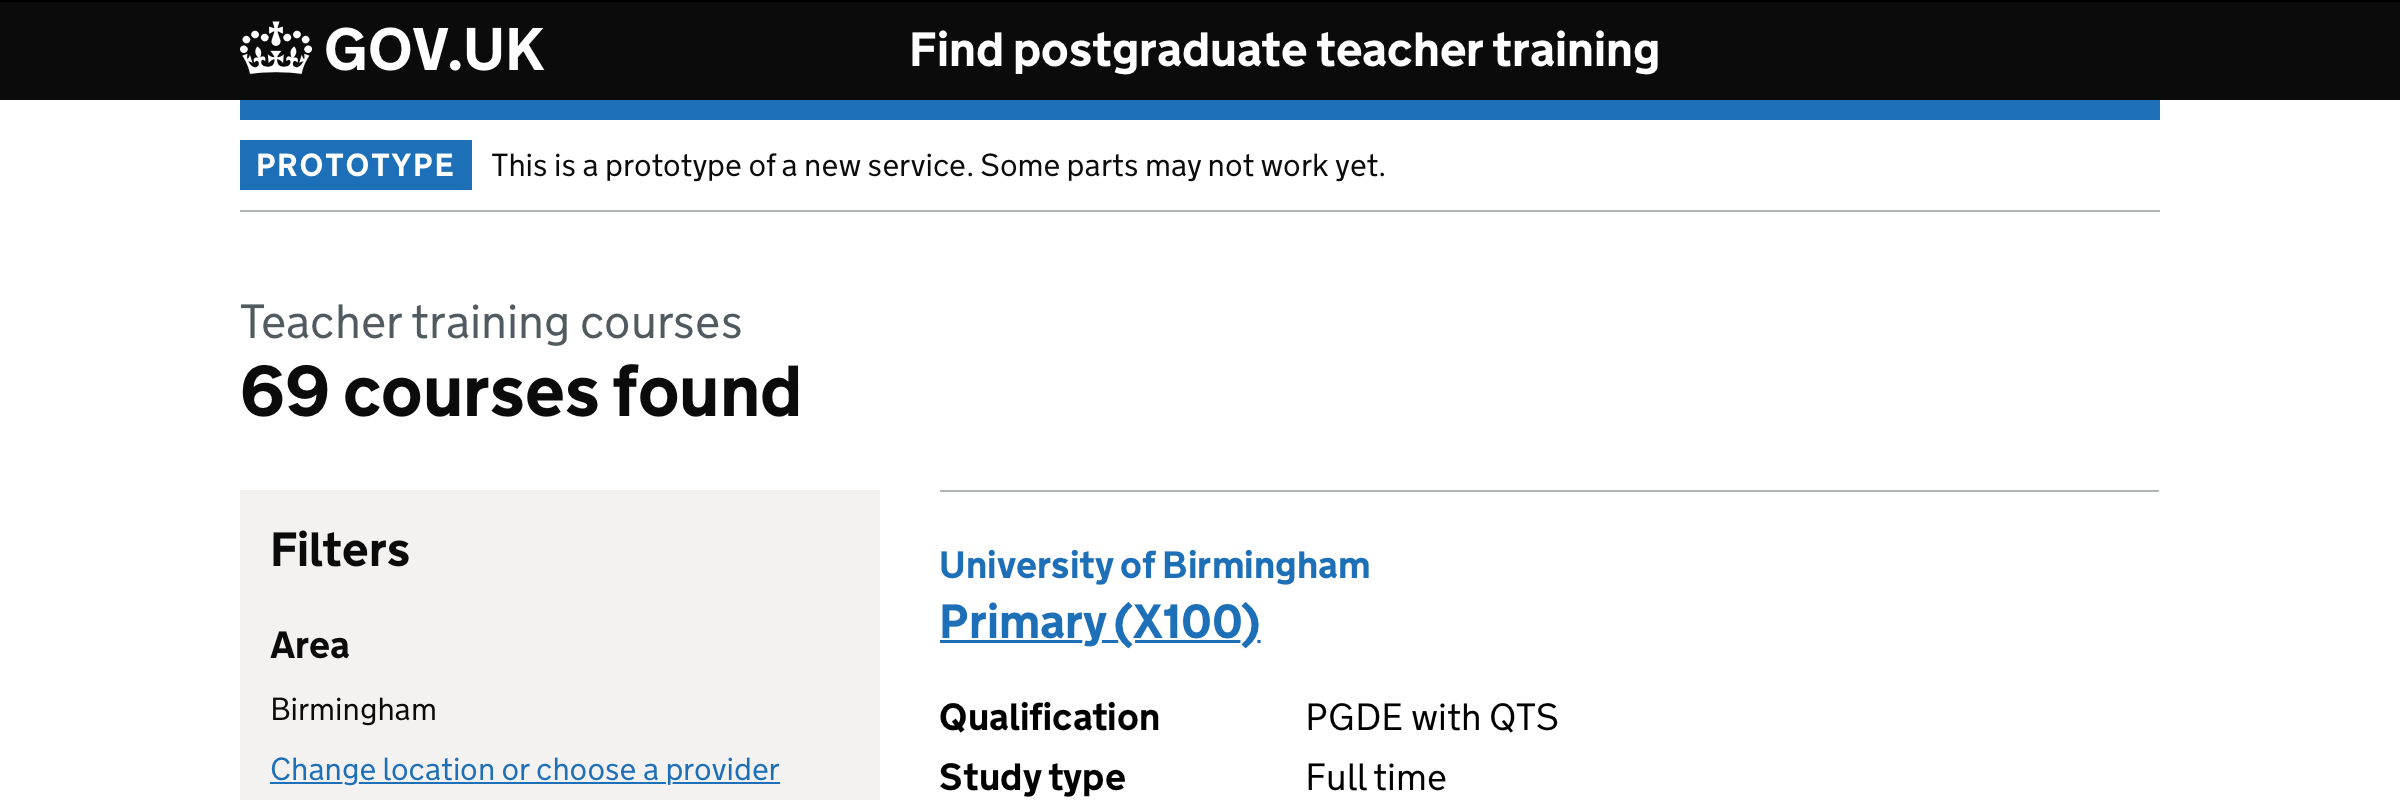 GOV.UK
Find postgraduate teacher training
PROTOTYPE This is a prototype of a new service. Some parts may not work yet.
Teacher training courses
69 courses found
Filters
Area
Birmingham
Change location or choose a provider
University of Birmingham
Primary (X100)
Qualification PGDE with QTS
Study type Full time